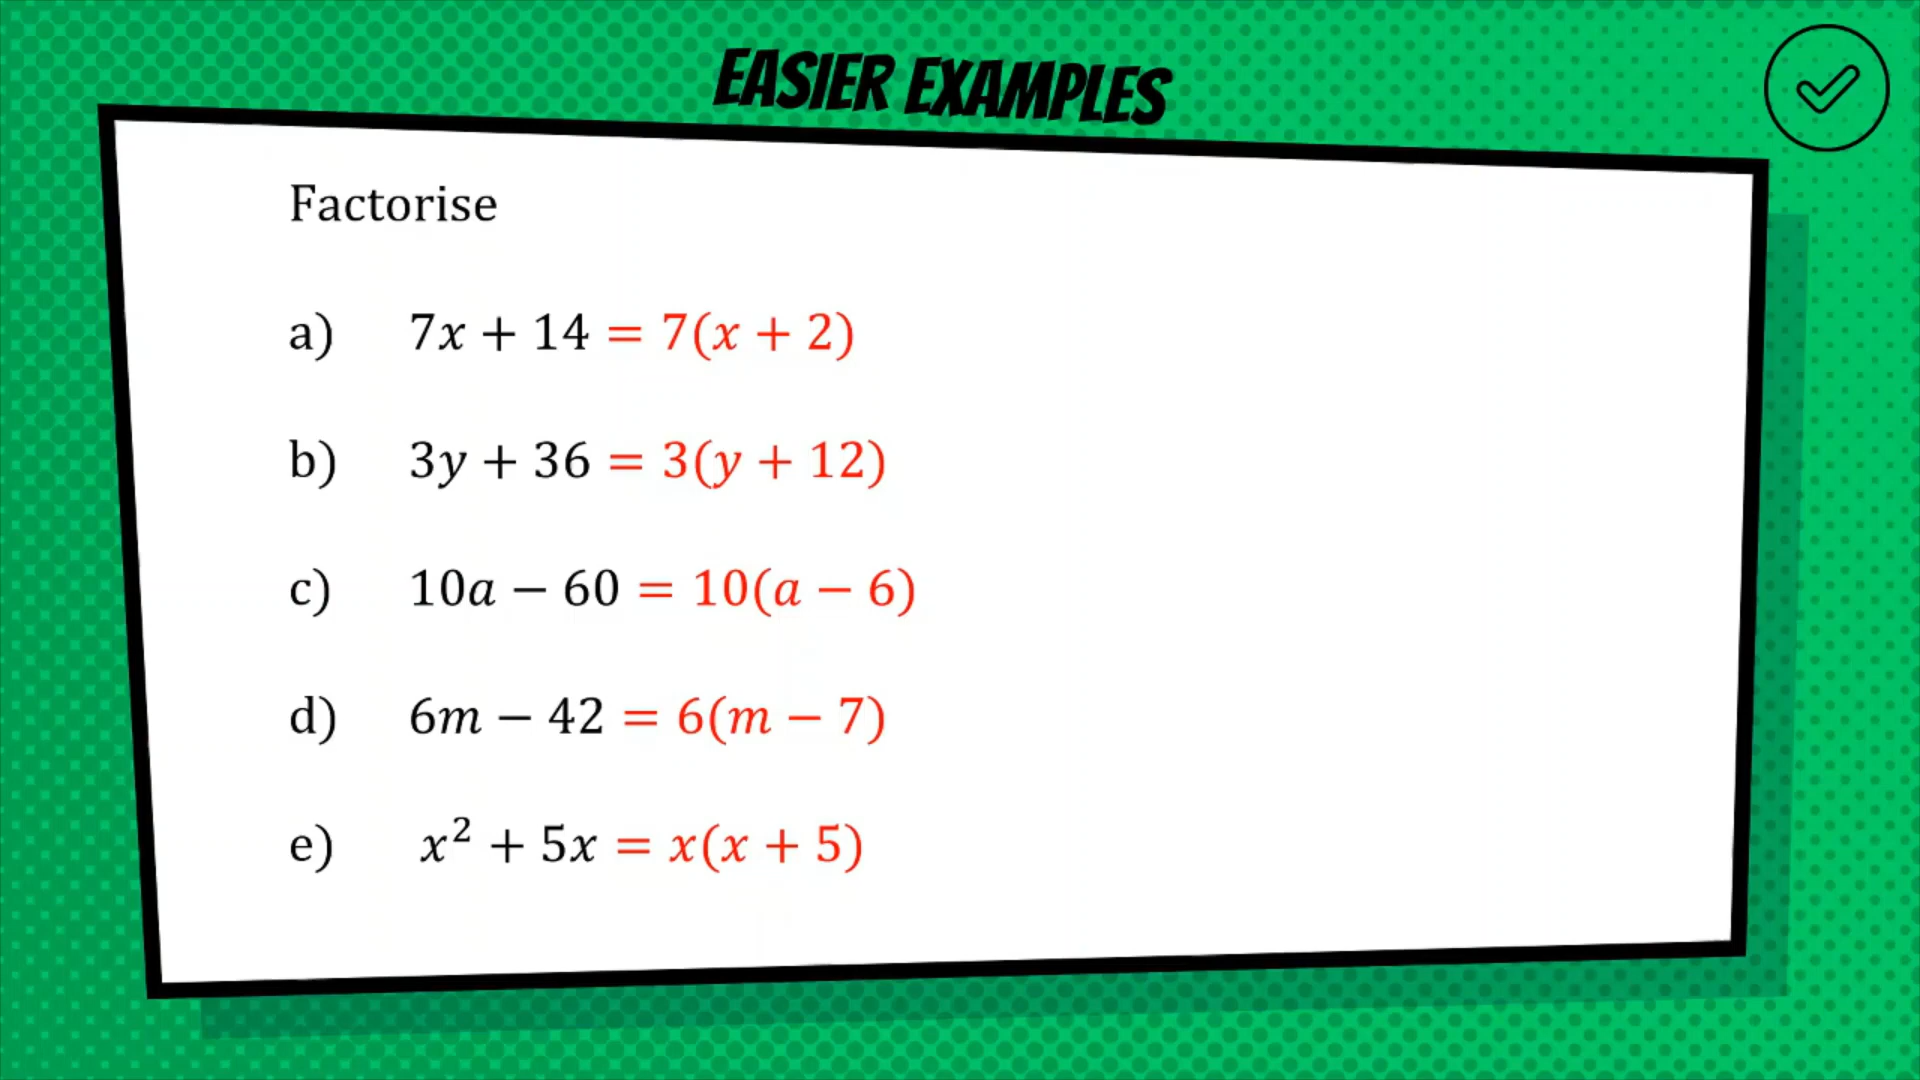 EASIER EXAMPLES
Factorise
a) 7x + 14 = 7(x + 2)
b) 3y + 36 = 3(y + 12)
c) 10a − 60 = 10(a − 6)
d) 6m − 42 = 6(m − 7)
e) x² + 5x = x(x + 5)